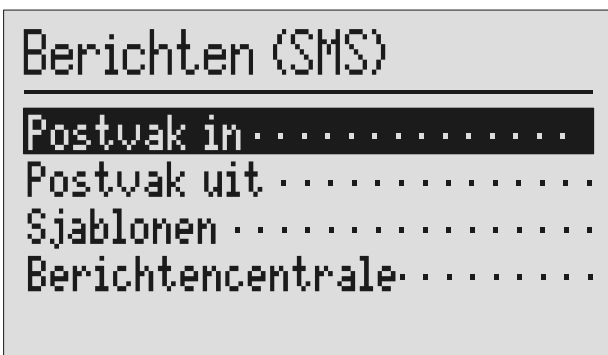 Berichten (SMS)
Postvak in · · · · · · · · · · · · · ·
Postvak uit · · · · · · · · · · · · · ·
Sjablonen · · · · · · · · · · · · · · · ·
Berichtencentrale · · · · · · · · ·